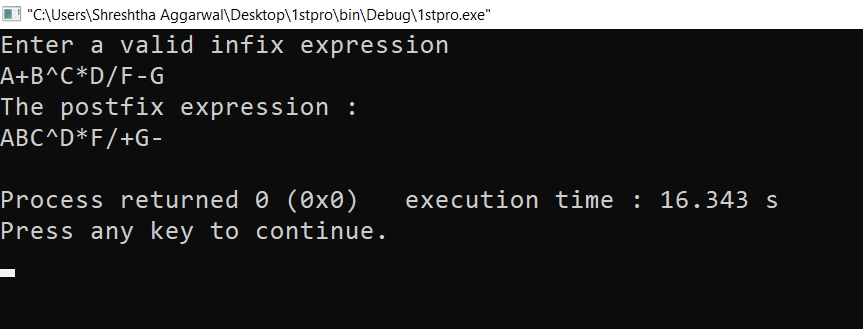 "C:\Users\Shreshtha Aggarwal\Desktop\1stpro\bin\Debug\1stpro.exe"
Enter a valid infix expression
A+B^C*D/F-G
The postfix expression :
ABC^D*F/+G-
Process returned 0 (0x0)   execution time : 16.343 s
Press any key to continue.